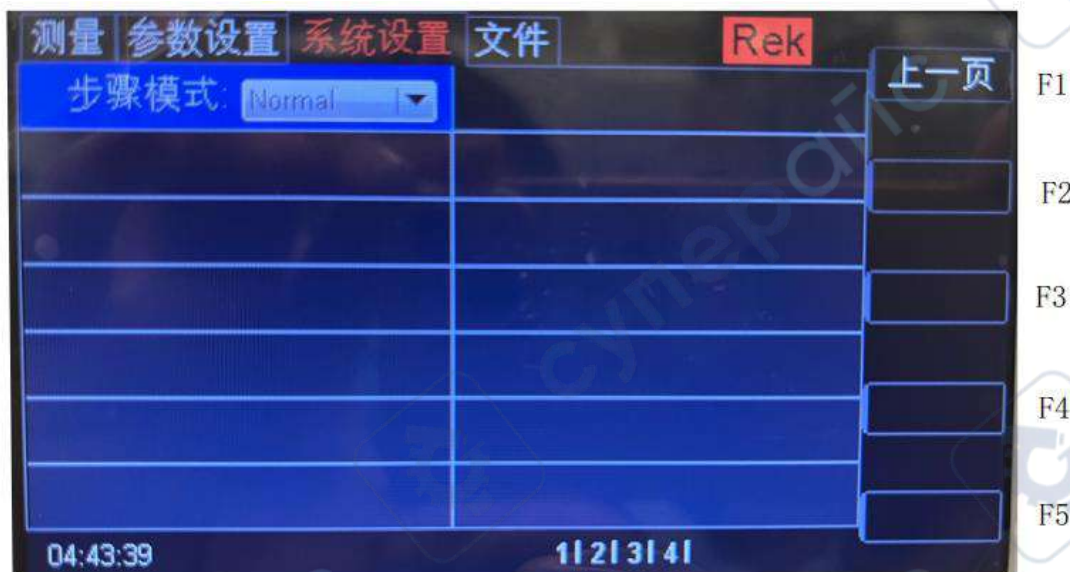 测量 参数设置 系统设置 文件 Rek
上一页 F1
步骤模式: Normal
F2
F3
F4
F5
04:43:39 1 2 3 4
суперайс